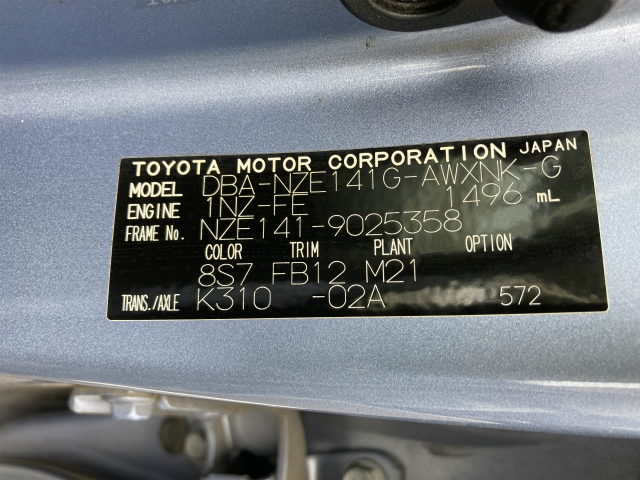 TOYOTA MOTOR CORPORATION JAPAN
MODEL DBA-NZE141G-AWXNK-G
ENGINE 1NZ-FE 1496 mL
FRAME No. NZE141-9025358
COLOR TRIM PLANT OPTION
8S7 FB12 M21
TRANS./AXLE K310 -02A 572